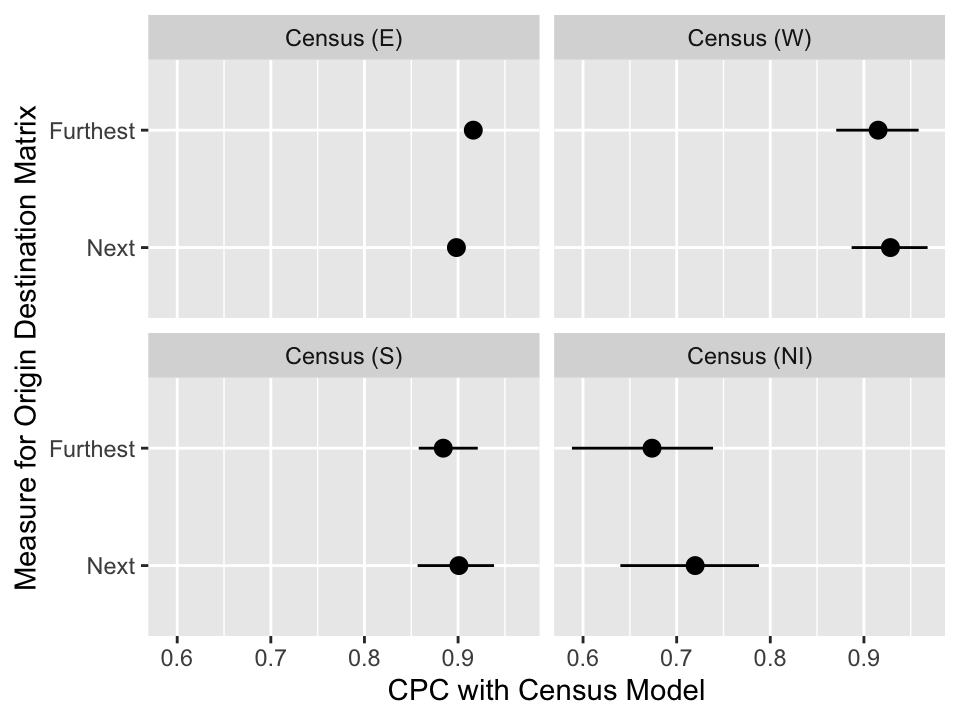 Census (E)
Census (W)
Furthest
Next
Census (S)
Census (NI)
Furthest
Next
0.6 0.7 0.8 0.9 0.6 0.7 0.8 0.9
CPC with Census Model
Measure for Origin Destination Matrix